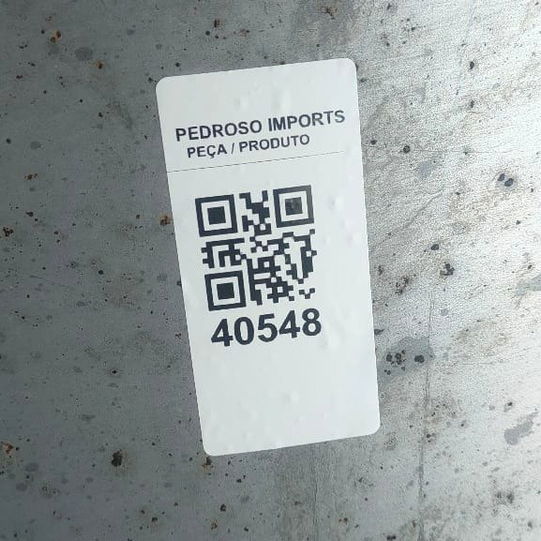 PEDROSO IMPORTS
PEÇA / PRODUTO
40548